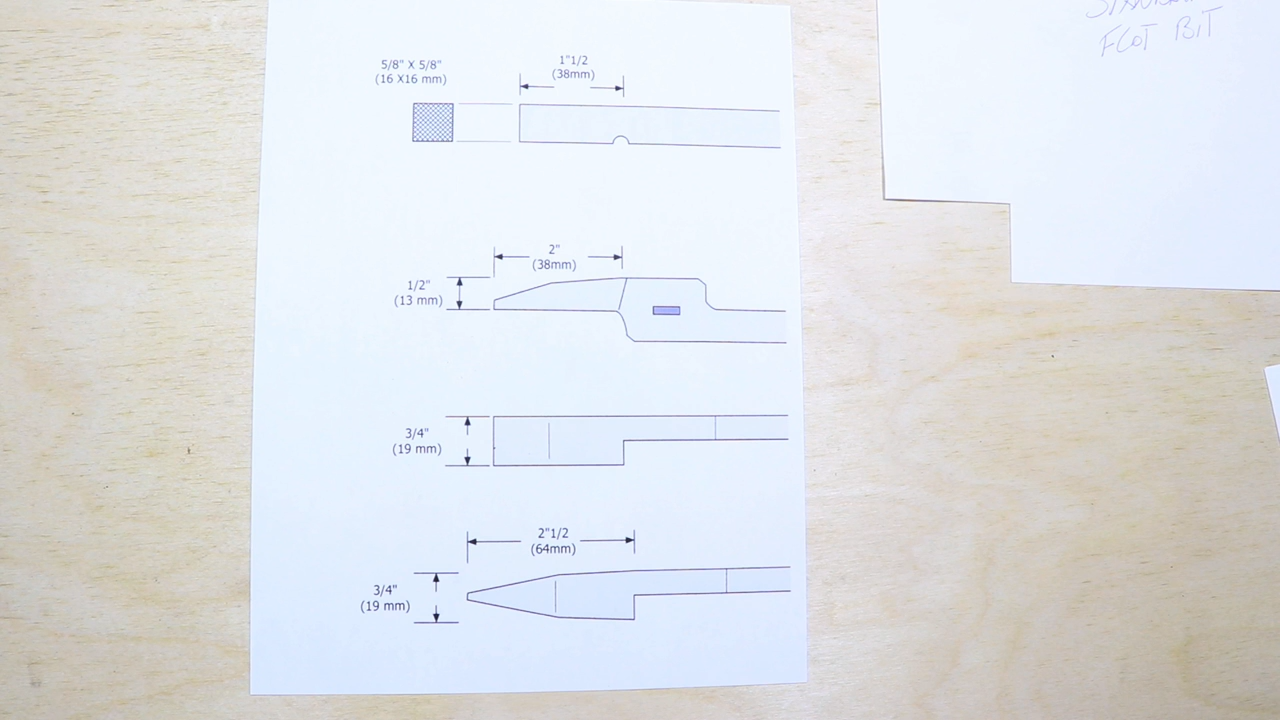 5/8" X 5/8"
(16 X16 mm)
1"1/2
(38mm)
2"
(38mm)
1/2"
(13 mm)
3/4"
(19 mm)
2"1/2
(64mm)
3/4"
(19 mm)
BIT